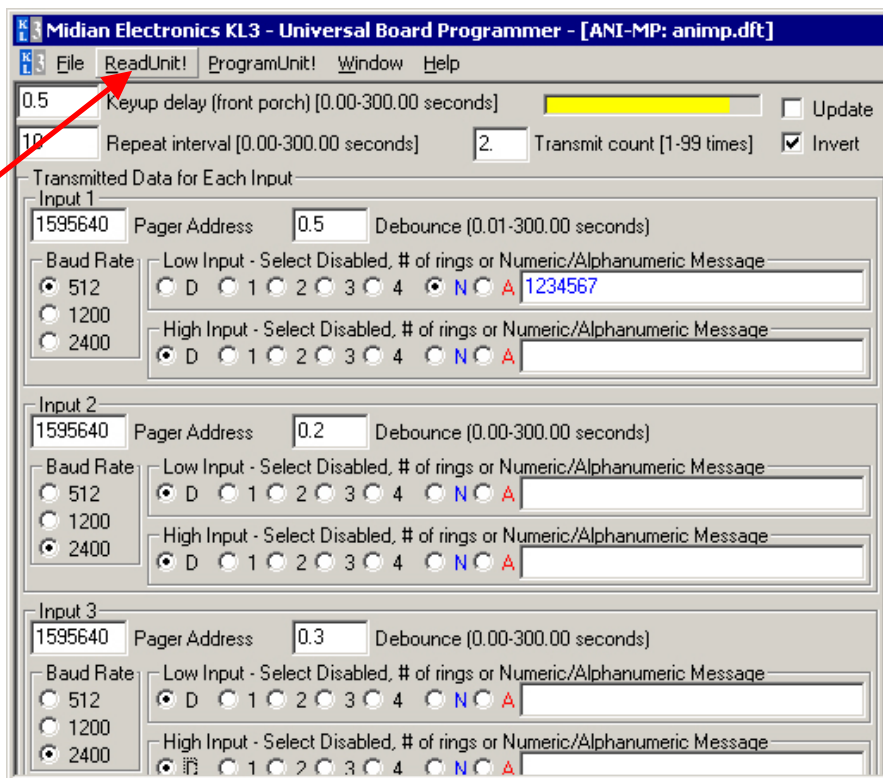 Midian Electronics KL3 - Universal Board Programmer - [ANI-MP: animp.dft]
File ReadUnit! ProgramUnit! Window Help
0.5 Keyup delay (front porch) [0.00-300.00 seconds] Update
10 Repeat interval [0.00-300.00 seconds] 2. Transmit count [1-99 times] Invert
Transmitted Data for Each Input
Input 1
1595640 Pager Address 0.5 Debounce (0.01-300.00 seconds)
Baud Rate Low Input - Select Disabled, # of rings or Numeric/Alphanumeric Message
512 D 1 2 3 4 N A 1234567
1200
High Input - Select Disabled, # of rings or Numeric/Alphanumeric Message
2400 D 1 2 3 4 N A
Input 2
1595640 Pager Address 0.2 Debounce (0.00-300.00 seconds)
Baud Rate Low Input - Select Disabled, # of rings or Numeric/Alphanumeric Message
512 D 1 2 3 4 N A
1200
High Input - Select Disabled, # of rings or Numeric/Alphanumeric Message
2400 D 1 2 3 4 N A
Input 3
1595640 Pager Address 0.3 Debounce (0.00-300.00 seconds)
Baud Rate Low Input - Select Disabled, # of rings or Numeric/Alphanumeric Message
512 D 1 2 3 4 N A
1200
High Input - Select Disabled, # of rings or Numeric/Alphanumeric Message
2400 D 1 2 3 4 N A